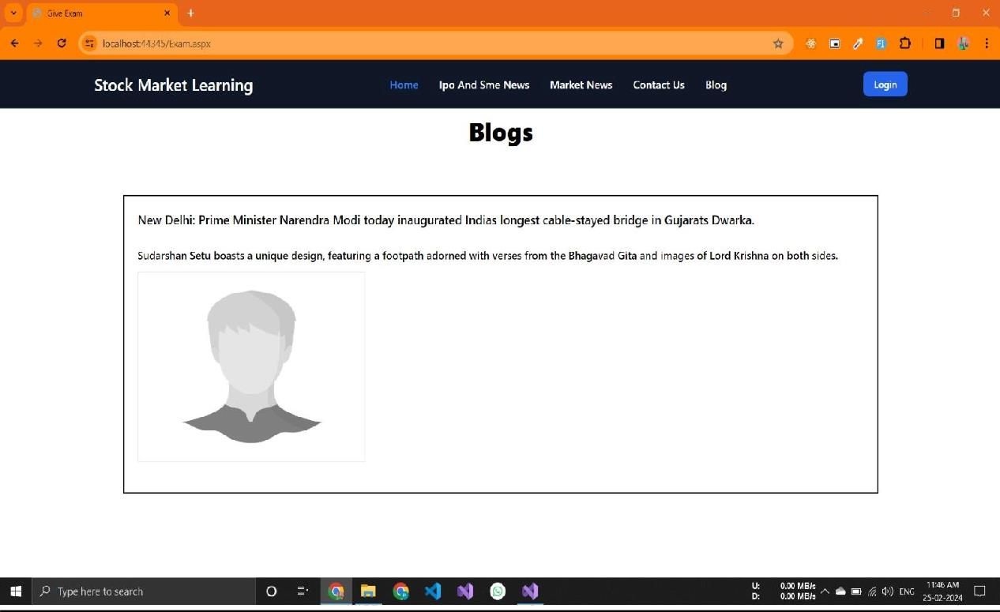 Give Exam
localhost:44345/Exam.aspx
Stock Market Learning
Home
Ipo And Sme News
Market News
Contact Us
Blog
Login
Blogs
New Delhi: Prime Minister Narendra Modi today inaugurated Indias longest cable-stayed bridge in Gujarats Dwarka.
Sudarshan Setu boasts a unique design, featuring a footpath adorned with verses from the Bhagavad Gita and images of Lord Krishna on both sides.
Type here to search
U: 0.00 MB/s
D: 0.00 MB/s
ENG
11:46 AM
25-02-2024